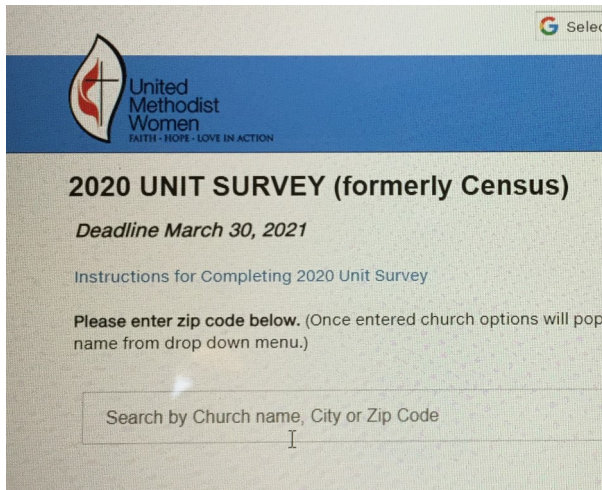 Selec
United
Methodist
Women
FAITH • HOPE • LOVE IN ACTION
2020 UNIT SURVEY (formerly Census)
Deadline March 30, 2021
Instructions for Completing 2020 Unit Survey
Please enter zip code below. (Once entered church options will pop
name from drop down menu.)
Search by Church name, City or Zip Code